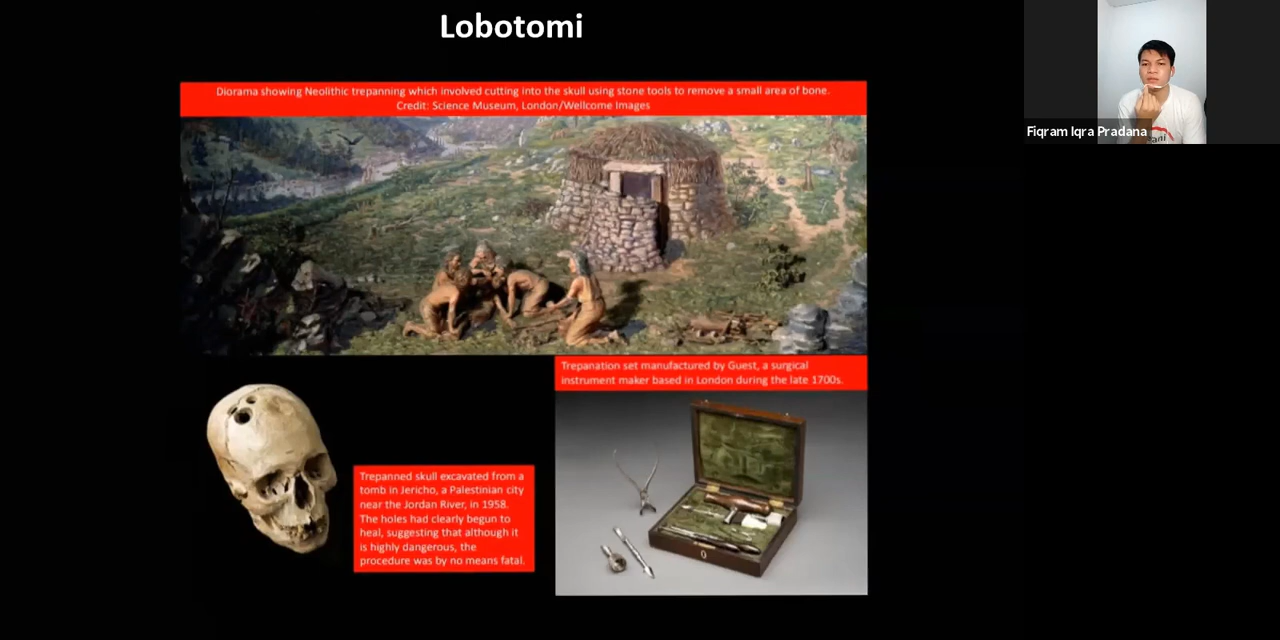 Lobotomi
Diorama showing Neolithic trepanning which involved cutting into the skull using stone tools to remove a small area of bone.
Credit: Science Museum, London/Wellcome Images
Fiqram Iqra Pradana
Trepanation set manufactured by Guest, a surgical
instrument maker based in London during the late 1700s.
Trepanned skull excavated from a
tomb in Jericho, a Palestinian city
near the Jordan River, in 1958.
The holes had clearly begun to
heal, suggesting that although it
is highly dangerous, the
procedure was by no means fatal.